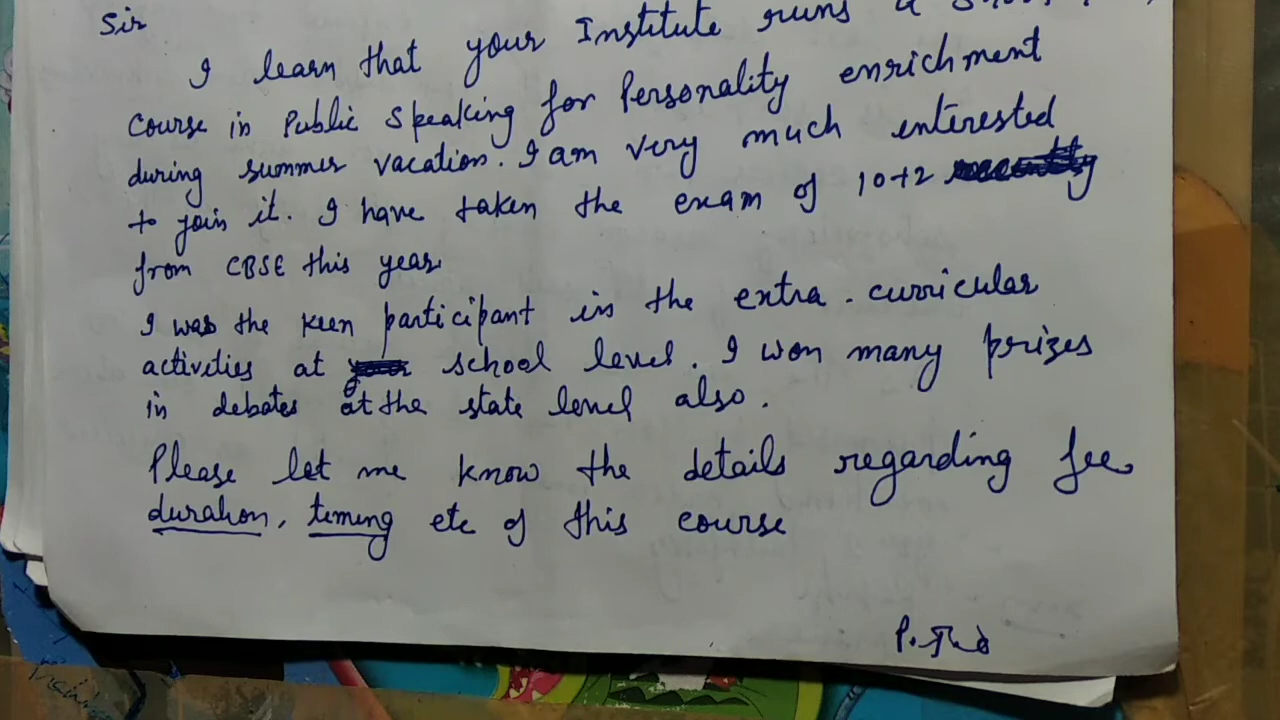 Sir
I learn that your Institute runs a
course in Public Speaking for Personality enrichment
during summer vacation. I am very much interested
to join it. I have taken the exam of 10+2
from CBSE this year.
I was the keen participant in the extra. curricular
activities at school level. I won many prizes
in debates at the state level also.
Please let me know the details regarding fee,
duration, timing etc of this course
P.T.O